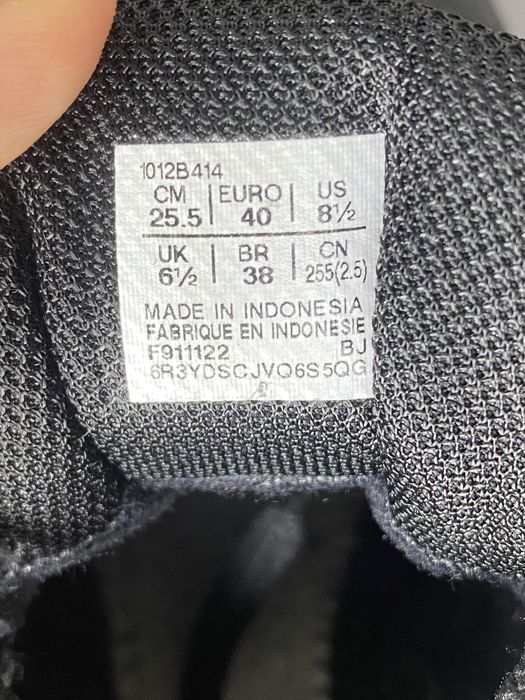 1012B414
CM | EURO | US
25.5 | 40 | 8½
UK | BR | CN
6½ | 38 | 255(2.5)
MADE IN INDONESIA
FABRIQUE EN INDONESIE
F911122 BJ
6R3YDSCJVQ6S5QG